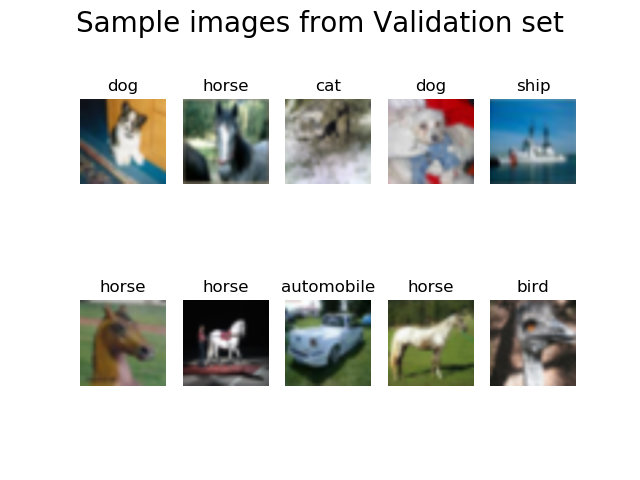 Sample images from Validation set
dog horse cat dog ship
horse horse automobile horse bird